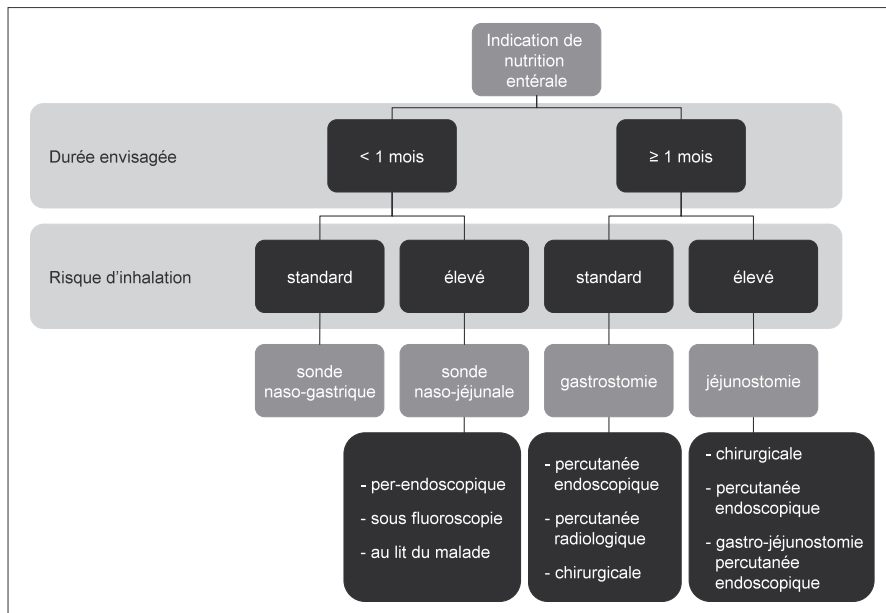 Indication de
nutrition
entérale
Durée envisagée
< 1 mois
≥ 1 mois
Risque d'inhalation
standard
élevé
standard
élevé
sonde
naso-gastrique
sonde
naso-jéjunale
gastrostomie
jéjunostomie
- per-endoscopique
- sous fluoroscopie
- au lit du malade
- percutanée
endoscopique
- percutanée
radiologique
- chirurgicale
- chirurgicale
- percutanée
endoscopique
- gastro-jéjunostomie
percutanée
endoscopique